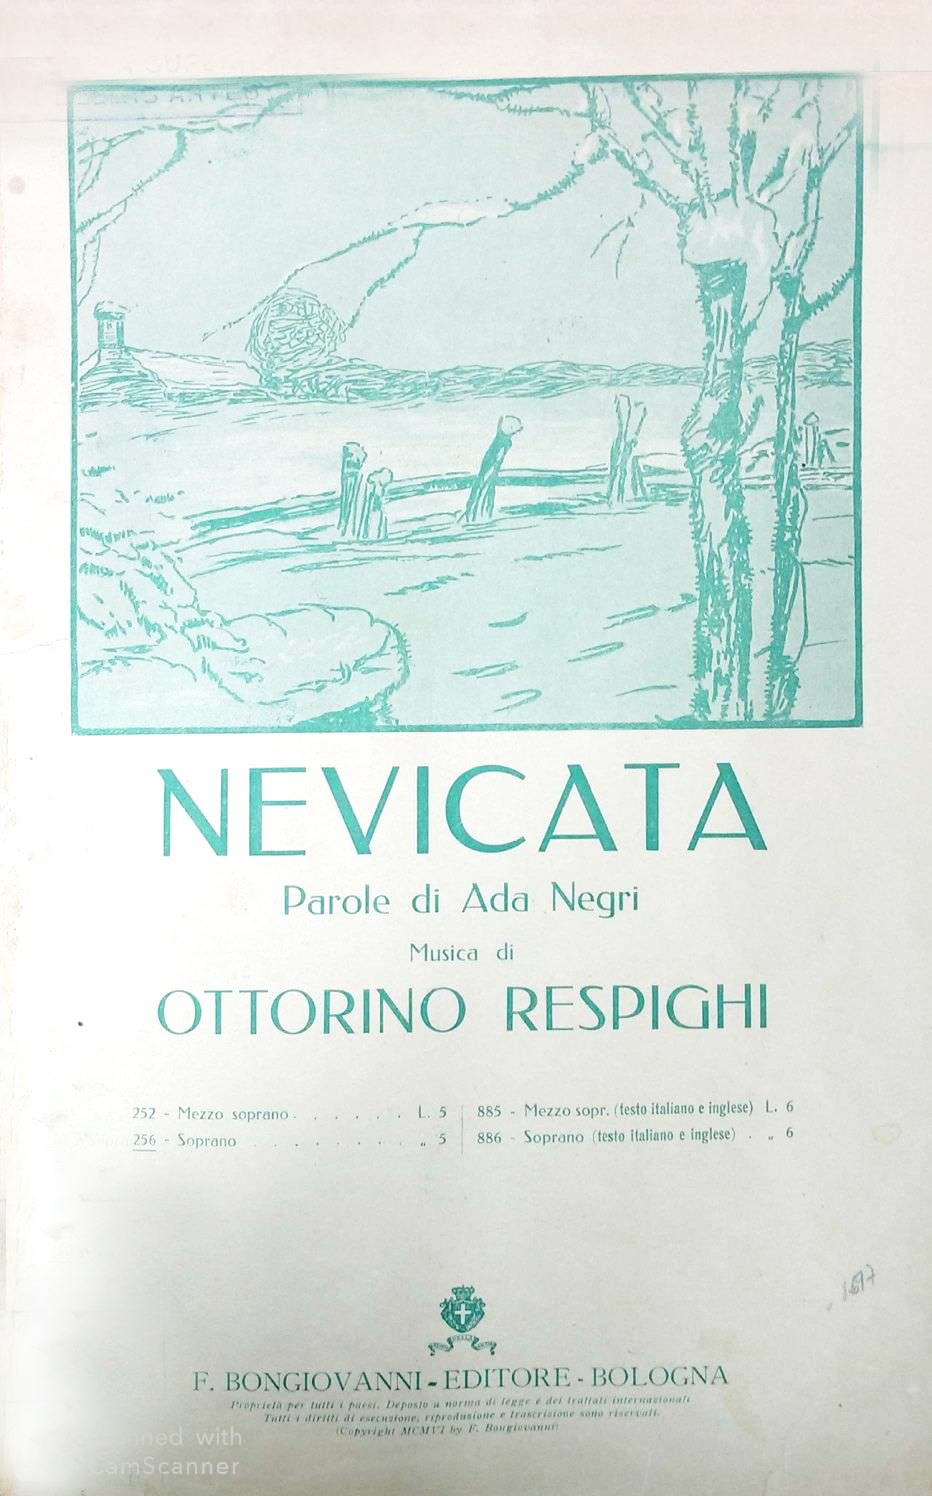 NEVICATA
Parole di Ada Negri
Musica di
OTTORINO RESPIGHI
252 - Mezzo soprano . . . . . . . L. 5
256 - Soprano . . . . . . . . . „ 5
885 - Mezzo sopr. (testo italiano e inglese) L. 6
886 - Soprano (testo italiano e inglese) . „ 6
F. BONGIOVANNI - EDITORE - BOLOGNA
Proprietà per tutti i paesi. Deposto a norma di legge e dei trattati internazionali
Tutti i diritti di esecuzione, riproduzione e trascrizione sono riservati.
(Copyright MCMVI by F. Bongiovanni)
with
CamScanner